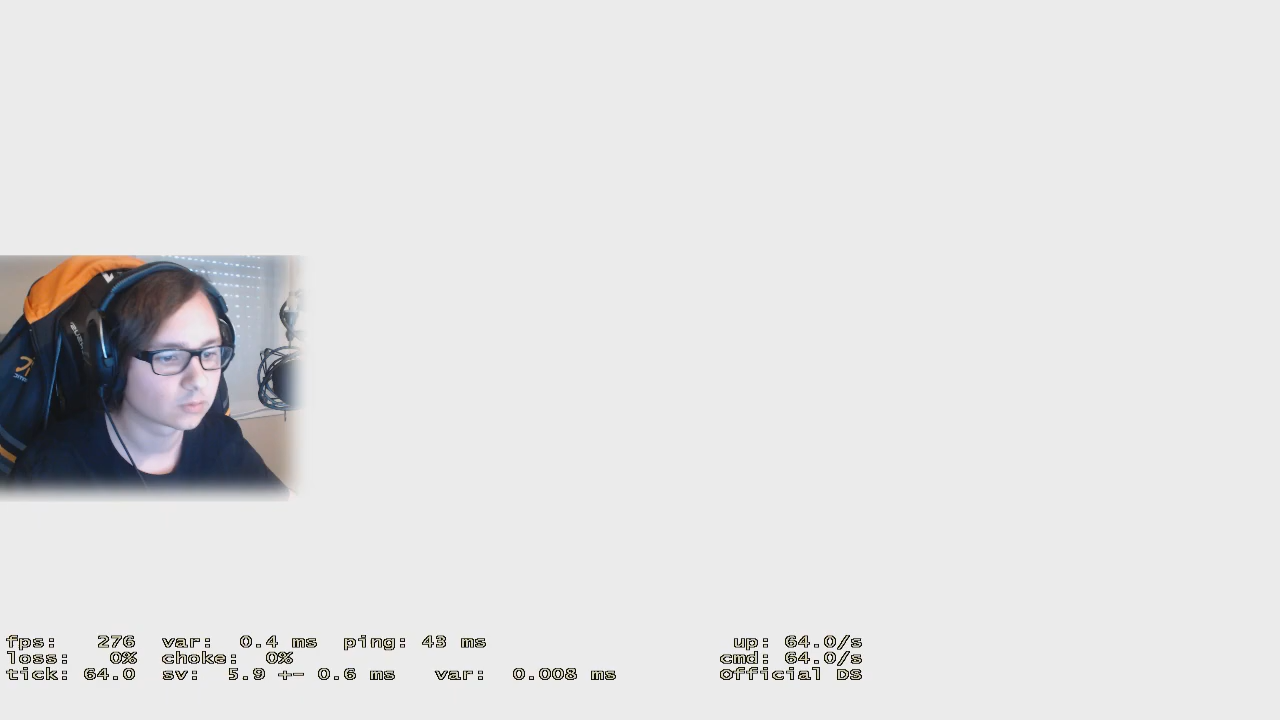 fps: 276 var: 0.4 ms ping: 43 ms up: 64.0/s
loss: 0% choke: 0% cmd: 64.0/s
tick: 64.0 sv: 5.9 +- 0.6 ms var: 0.008 ms Official DS